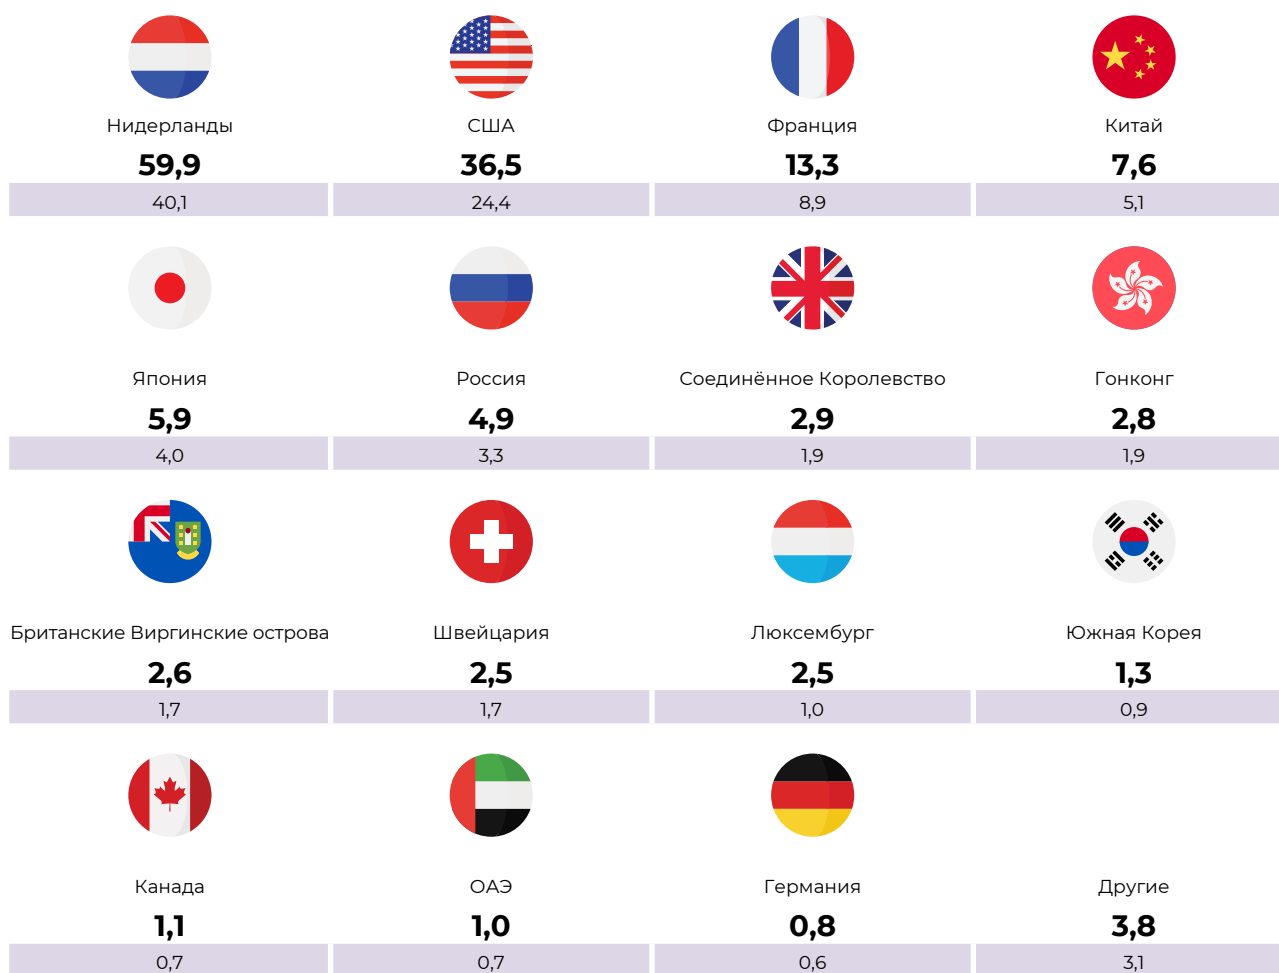 Нидерланды
59,9
40,1
США
36,5
24,4
Франция
13,3
8,9
Китай
7,6
5,1
Япония
5,9
4,0
Россия
4,9
3,3
Соединённое Королевство
2,9
1,9
Гонконг
2,8
1,9
Британские Виргинские острова
2,6
1,7
Швейцария
2,5
1,7
Люксембург
2,5
1,0
Южная Корея
1,3
0,9
Канада
1,1
0,7
ОАЭ
1,0
0,7
Германия
0,8
0,6
Другие
3,8
3,1